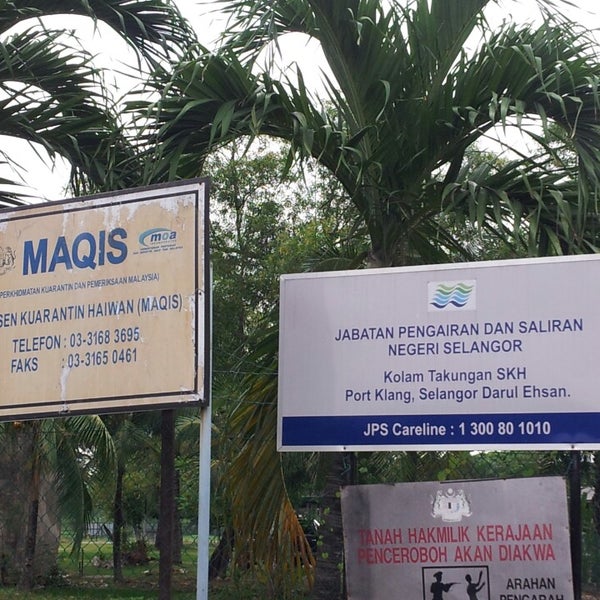 MAQIS
moa
(PERKHIDMATAN KUARANTIN DAN PEMERIKSAAN MALAYSIA)
KUARANTIN HAIWAN (MAQIS)
TELEFON : 03-3168 3695
FAKS : 03-3165 0461
JABATAN PENGAIRAN DAN SALIRAN
NEGERI SELANGOR
Kolam Takungan SKH
Port Klang, Selangor Darul Ehsan.
JPS Careline : 1 300 80 1010
TANAH HAKMILIK KERAJAAN
PENCEROBOH AKAN DIAKWA
ARAHAN
PENGARAH